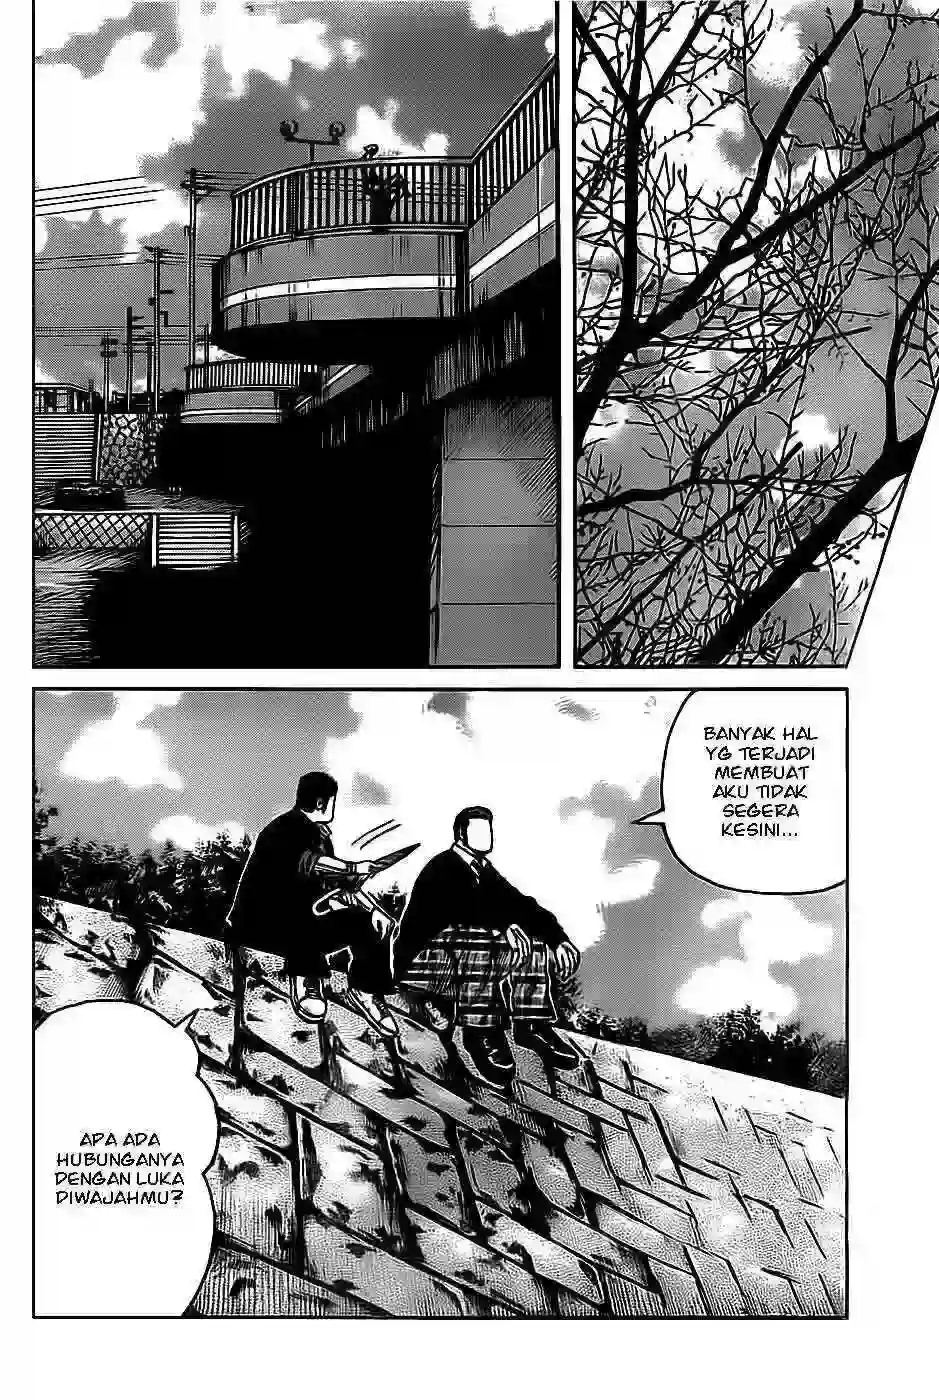 BANYAK HAL
YG TERJADI
MEMBUAT
AKU TIDAK
SEGERA
KESINI...
APA ADA
HUBUNGANYA
DENGAN LUKA
DIWAJAHMU?